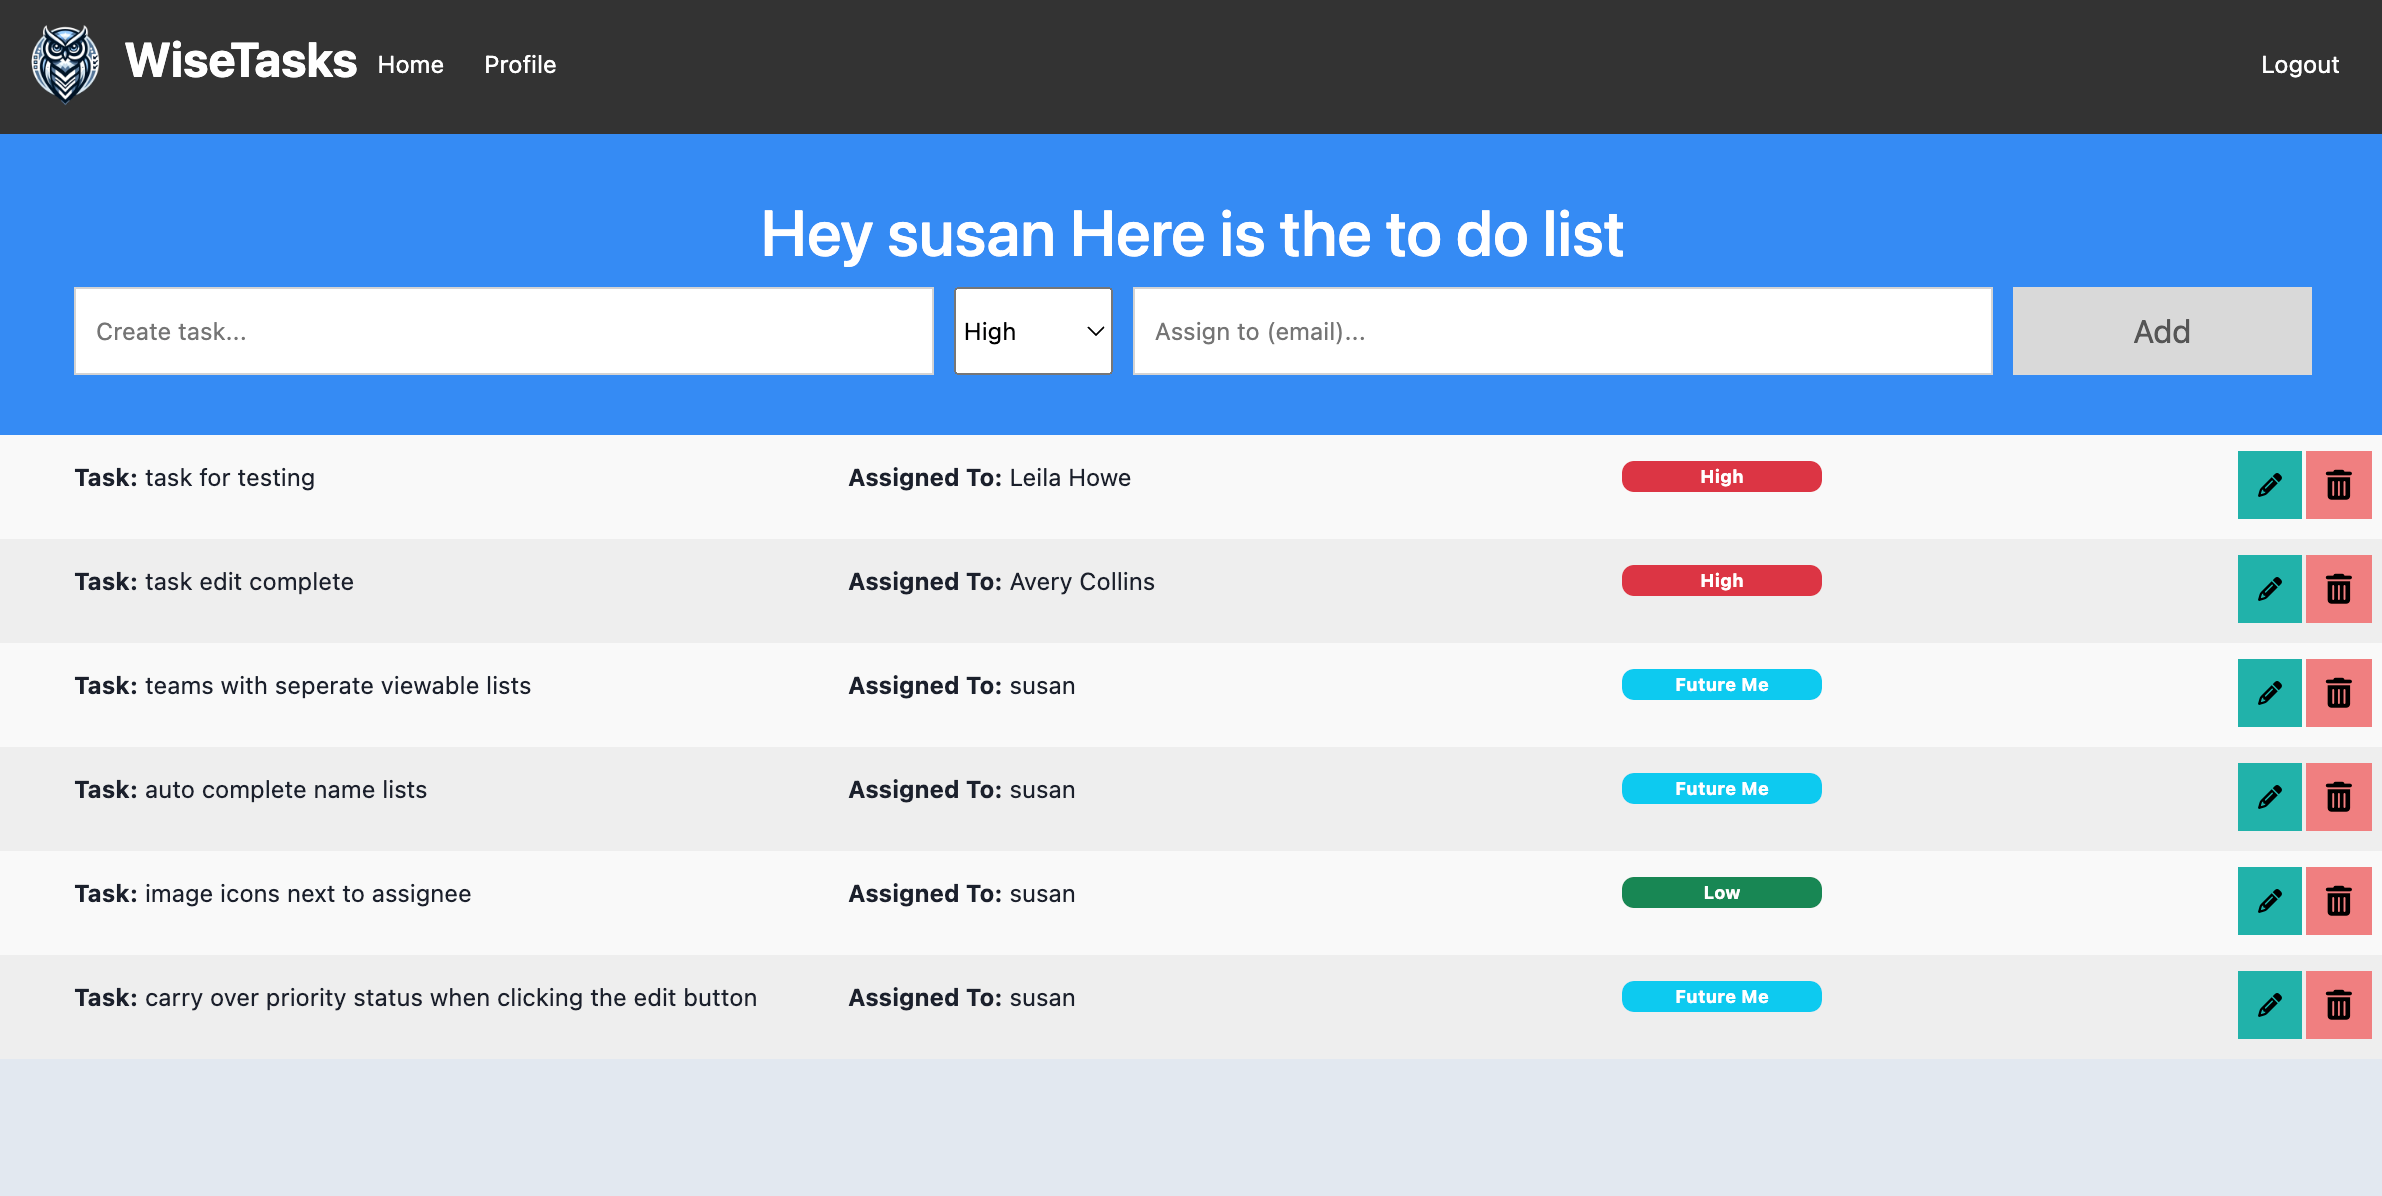 WiseTasks Home Profile Logout
Hey susan Here is the to do list
Create task... High Assign to (email)... Add
Task: task for testing Assigned To: Leila Howe High
Task: task edit complete Assigned To: Avery Collins High
Task: teams with seperate viewable lists Assigned To: susan Future Me
Task: auto complete name lists Assigned To: susan Future Me
Task: image icons next to assignee Assigned To: susan Low
Task: carry over priority status when clicking the edit button Assigned To: susan Future Me